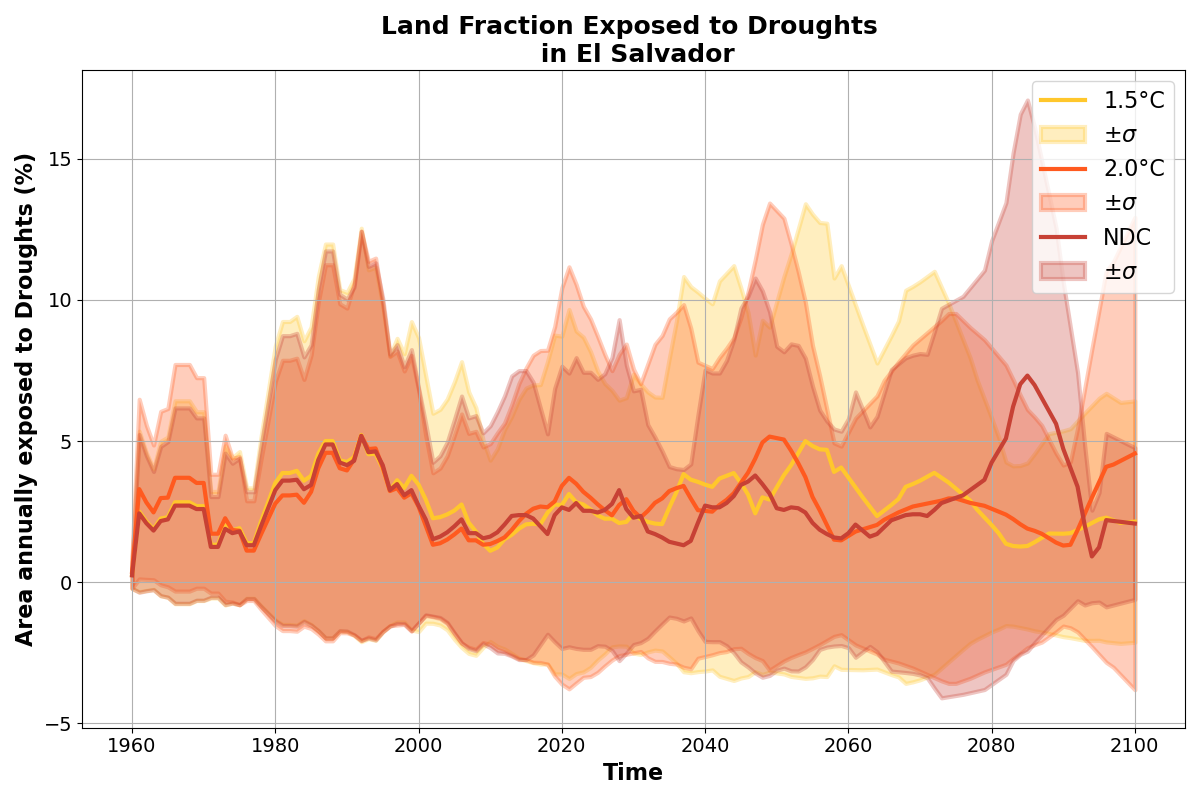 Land Fraction Exposed to Droughts
in El Salvador
Area annually exposed to Droughts (%)
15
10
5
0
−5
1.5°C
±σ
2.0°C
±σ
NDC
±σ
1960 1980 2000 2020 2040 2060 2080 2100
Time